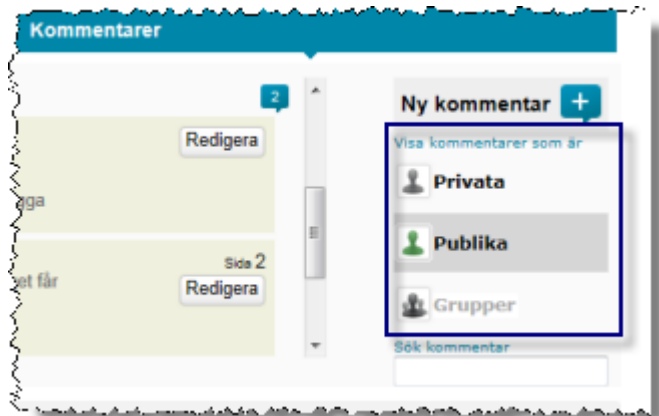 Kommentarer
2
Redigera
gga
Sida 2
et får
Redigera
Ny kommentar +
Visa kommentarer som är
Privata
Publika
Grupper
Sök kommentar